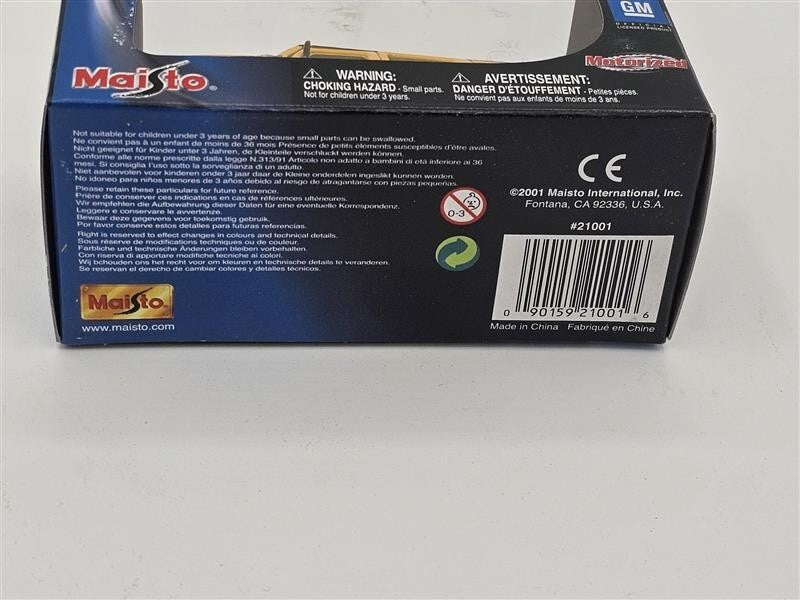 GM
OFFICIAL
LICENSED PRODUCT
Maisto®
Motorized
WARNING:
CHOKING HAZARD - Small parts.
Not for children under 3 years.
AVERTISSEMENT:
DANGER D'ÉTOUFFEMENT - Petites pièces.
Ne convient pas aux enfants de moins de 3 ans.
Not suitable for children under 3 years of age because small parts can be swallowed.
Ne convient pas à un enfant de moins de 36 mois Présence de petits éléments susceptibles d'être avales.
Nicht geeignet für Kinder unter 3 Jahren, de Kleinteile verschluckt werden können.
Conforme alle norme prescritte dalla legge N.313/91 Articolo non adatto a bambini di età inferiore ai 36
mesi. Si consiglia l'uso sotto la sorveglianza di un adulto.
Niet aanbevolen voor kinderen onder 3 jaar daar de Kleine onderdelen ingeslikt kunnen worden.
No idoneo para niños menores de 3 años debido al riesgo de atragantarse con piezas pequeñas.
Please retain these particulars for future reference.
Prière de conserver ces indications en cas de références ultérieures.
Wir empfehlen die Aufbewahrung dieser Daten für eine eventuelle Korrespondenz.
Leggere e conservare le avvertenze.
Bewaar deze gegevens voor toekomstig gebruik.
Por favor conserve estos detalles para futuras referencias.
Right is reserved to effect changes in colours and technical details.
Sous réserve de modifications techniques ou de couleur.
Farbliche und technische Änderungen bleiben vorbehalten.
Con riserva di apportare modifiche tecniche ai colori.
Wij behouden ons het recht voor om kleuren en technische details te veranderen.
Se reservan el derecho de cambiar colores y detalles técnicos.
0-3
CE
©2001 Maisto International, Inc.
Fontana, CA 92336, U.S.A.
#21001
0 90159 21001 6
Made in China Fabriqué en Chine
Maisto®
www.maisto.com